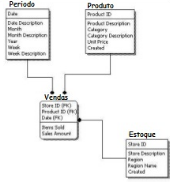 Período
Date
Date Description
Month
Month Description
Year
Week
Week Description
Produto
Product ID
Product Description
Category
Category Description
Unit Price
Created
Vendas
Store ID (FK)
Product ID (FK)
Date (FK)
Items Sold
Sales Amount
Estoque
Store ID
Store Description
Region
Region Name
Created